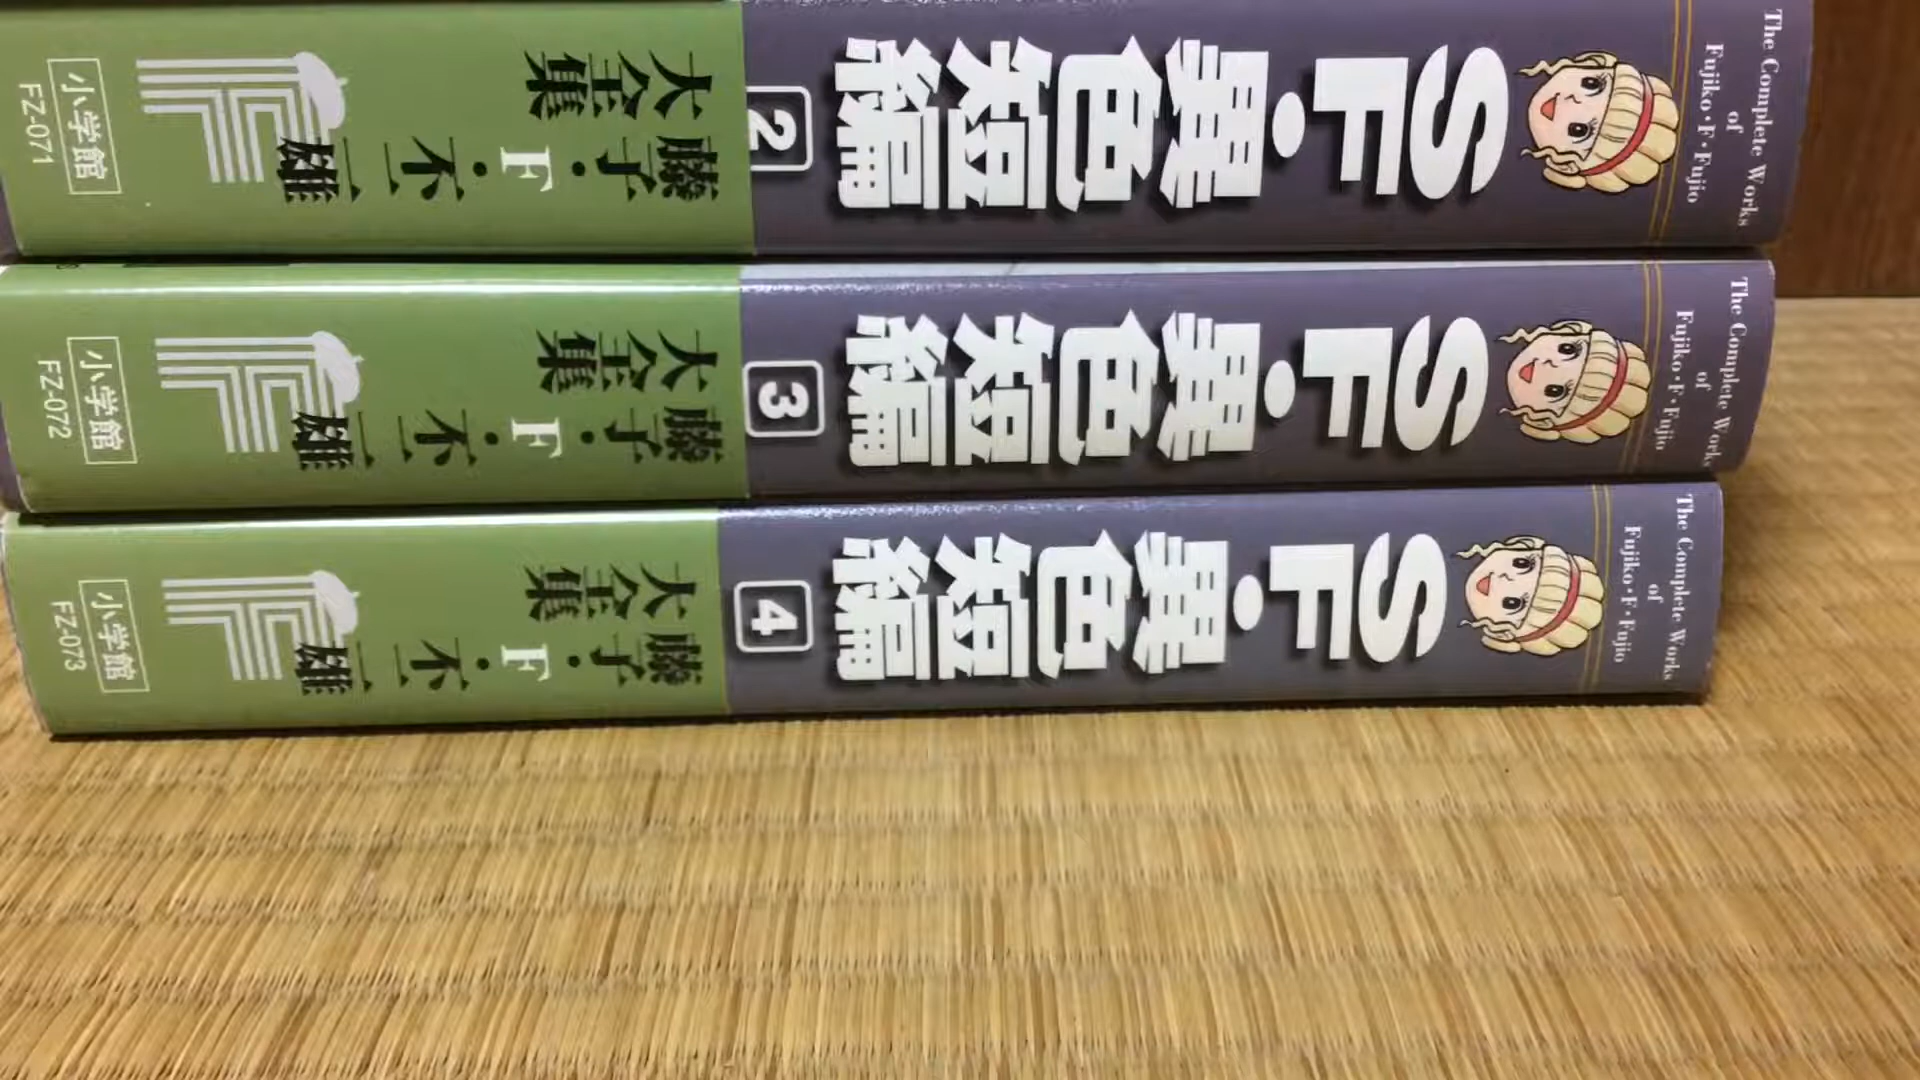 The Complete Works
of
Fujiko・F・Fujio
SF・異色短編
2
藤子・F・不二雄
大全集
小学館
FZ-071
The Complete Works
of
Fujiko・F・Fujio
SF・異色短編
3
藤子・F・不二雄
大全集
小学館
FZ-072
The Complete Works
of
Fujiko・F・Fujio
SF・異色短編
4
藤子・F・不二雄
大全集
小学館
FZ-073